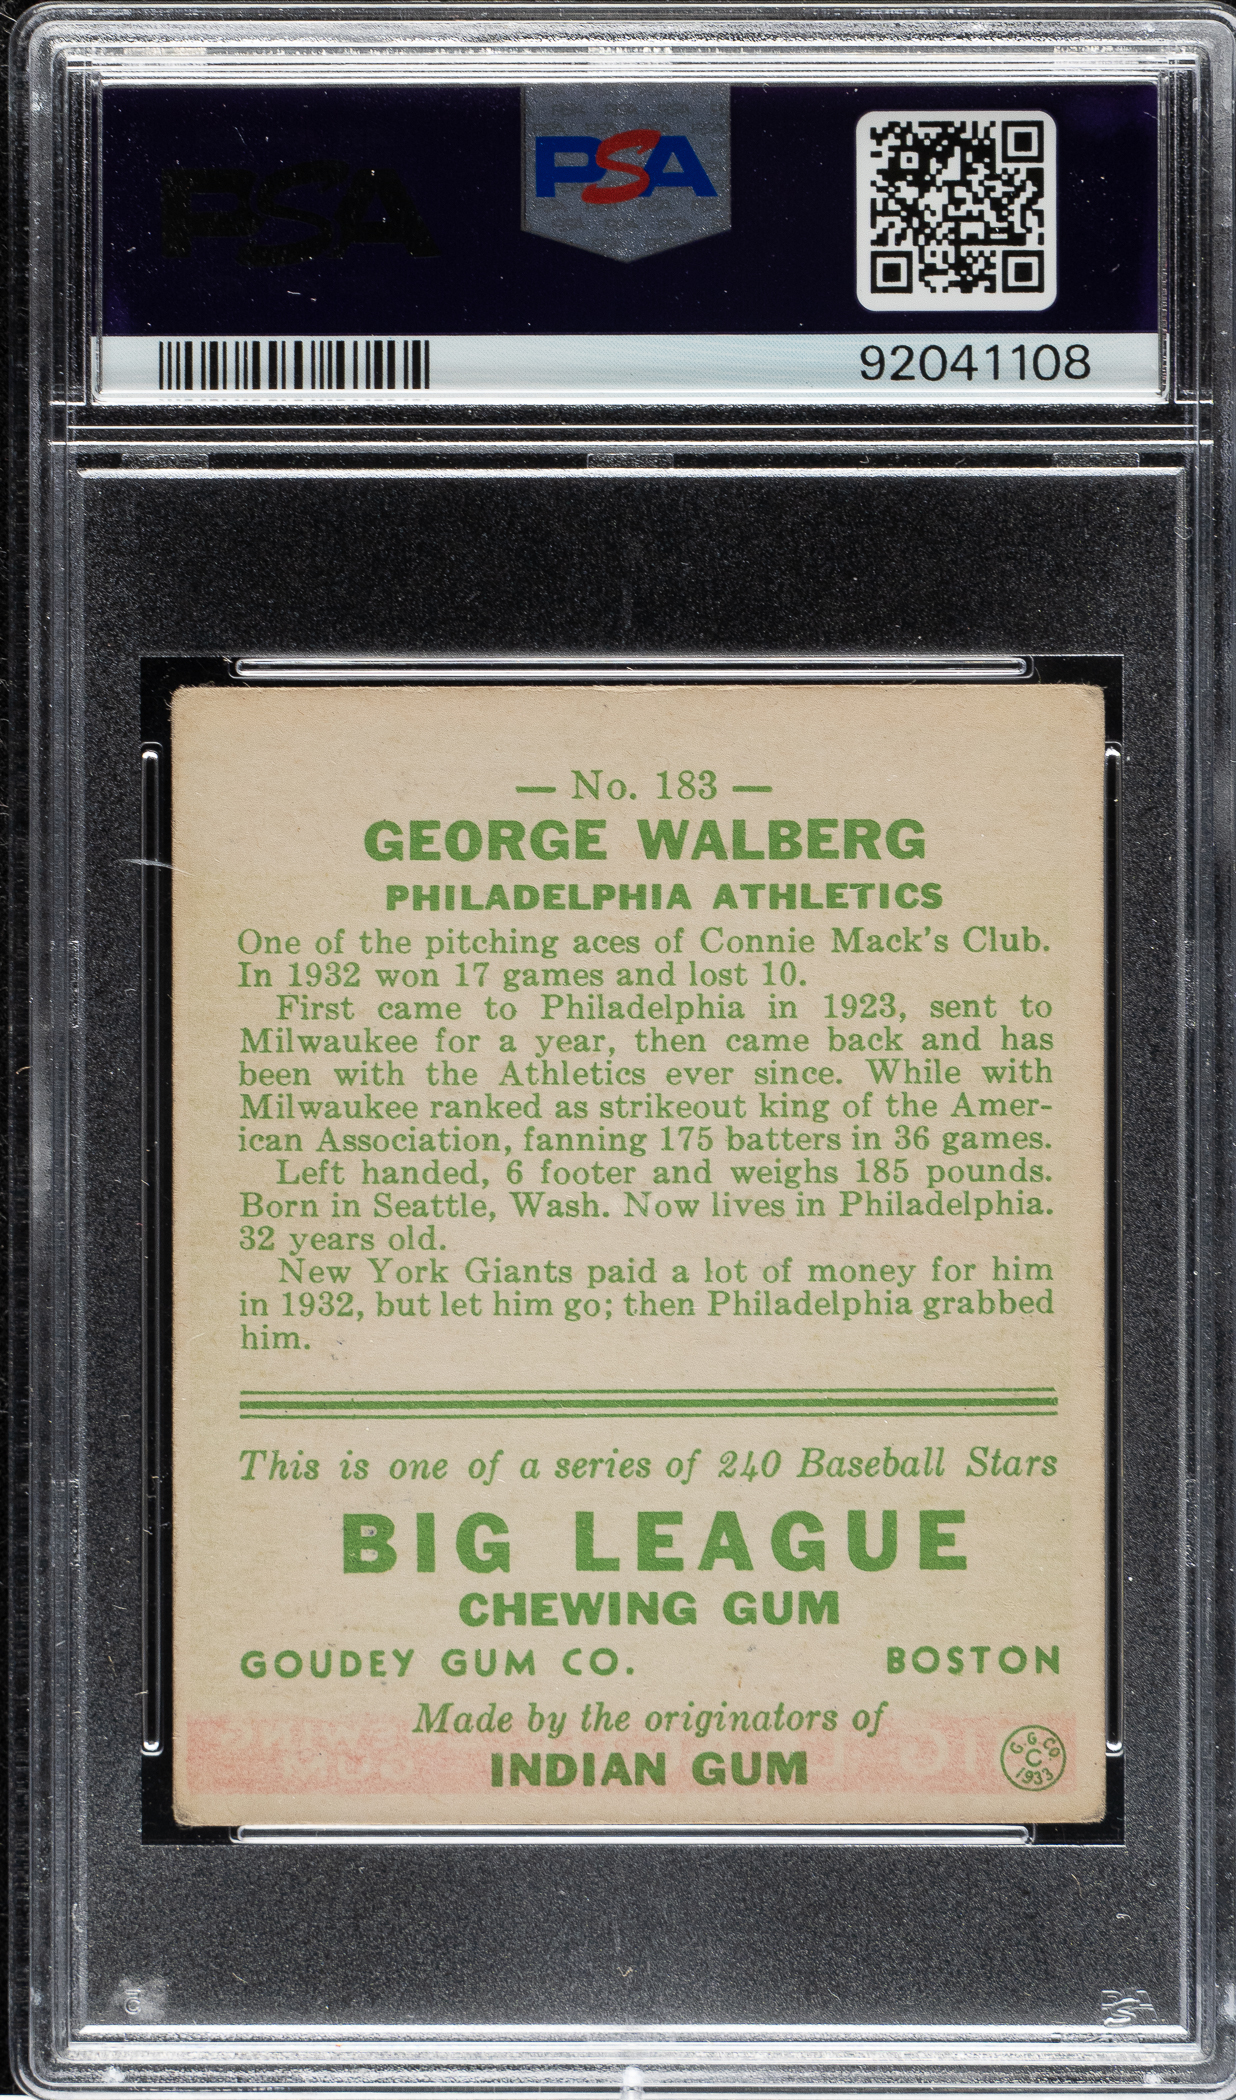 PSA
PSA
92041108
— No. 183 —
GEORGE WALBERG
PHILADELPHIA ATHLETICS
One of the pitching aces of Connie Mack's Club.
In 1932 won 17 games and lost 10.
First came to Philadelphia in 1923, sent to
Milwaukee for a year, then came back and has
been with the Athletics ever since. While with
Milwaukee ranked as strikeout king of the Amer-
ican Association, fanning 175 batters in 36 games.
Left handed, 6 footer and weighs 185 pounds.
Born in Seattle, Wash. Now lives in Philadelphia.
32 years old.
New York Giants paid a lot of money for him
in 1932, but let him go; then Philadelphia grabbed
him.
This is one of a series of 240 Baseball Stars
BIG LEAGUE
CHEWING GUM
GOUDEY GUM CO. BOSTON
Made by the originators of
INDIAN GUM
G.G.CO.
C
1933
PSA